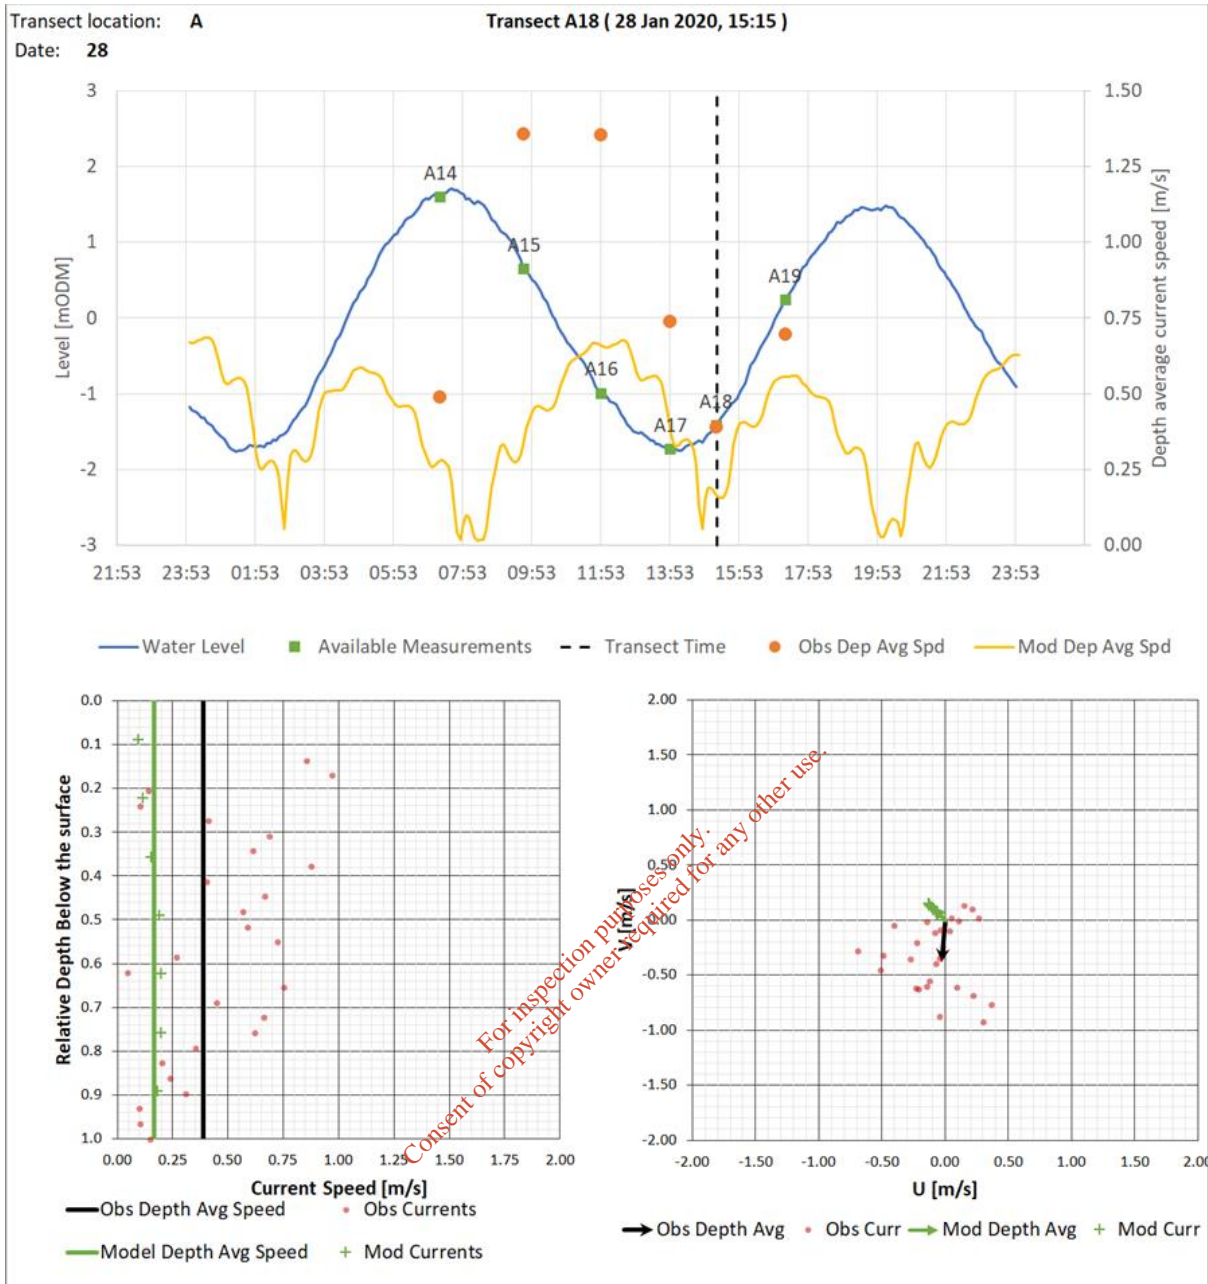 Transect location: A
Transect A18 ( 28 Jan 2020, 15:15 )
Date: 28
3
2
1
0
-1
-2
-3
Level [mODM]
1.50
1.25
1.00
0.75
0.50
0.25
0.00
Depth average current speed [m/s]
A14
A15
A16
A17
A18
A19
21:53 23:53 01:53 03:53 05:53 07:53 09:53 11:53 13:53 15:53 17:53 19:53 21:53 23:53
Water Level Available Measurements Transect Time Obs Dep Avg Spd Mod Dep Avg Spd
0.0
0.1
0.2
0.3
0.4
0.5
0.6
0.7
0.8
0.9
1.0
Relative Depth Below the surface
0.00 0.25 0.50 0.75 1.00 1.25 1.50 1.75 2.00
Current Speed [m/s]
Obs Depth Avg Speed Obs Currents
Model Depth Avg Speed Mod Currents
2.00
1.50
1.00
0.50
0.00
-0.50
-1.00
-1.50
-2.00
V [m/s]
-2.00 -1.50 -1.00 -0.50 0.00 0.50 1.00 1.50 2.00
U [m/s]
Obs Depth Avg Obs Curr Mod Depth Avg Mod Curr
For inspection purposes only.
Consent of copyright owner required for any other use.